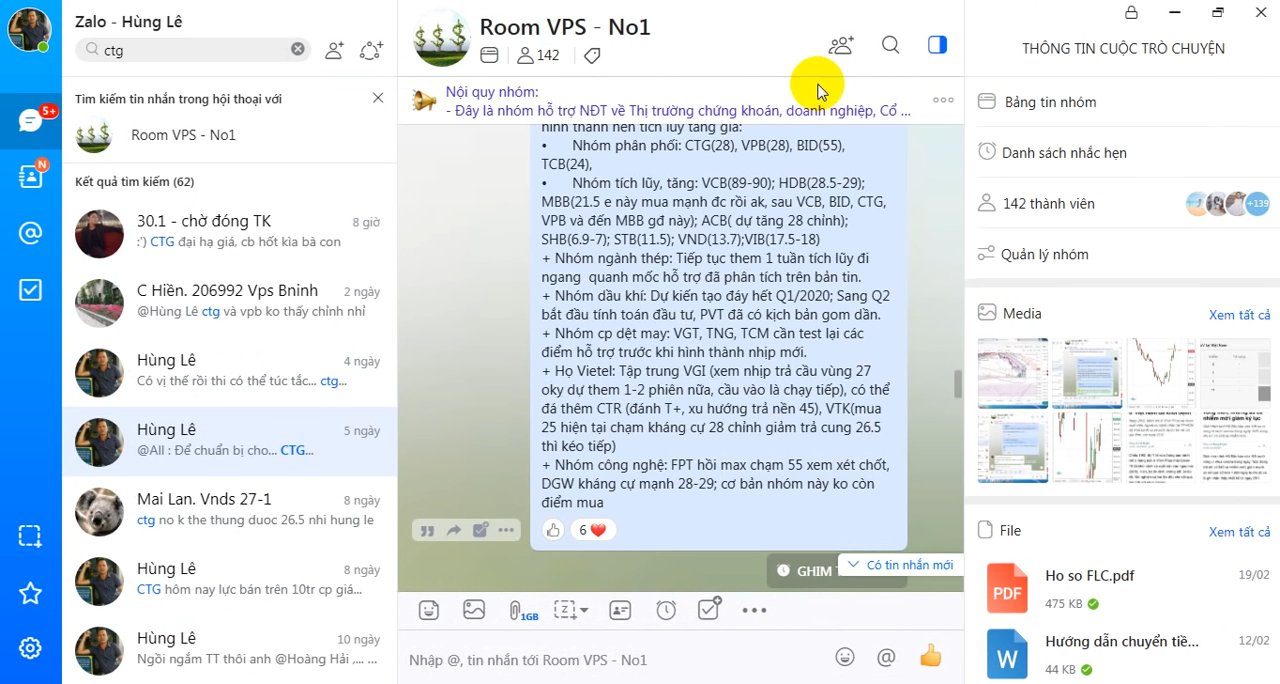 Zalo - Hùng Lê
ctg
5+
N
Tìm kiếm tin nhắn trong hội thoại với
Room VPS - No1
Kết quả tìm kiếm (62)
30.1 - chờ đóng TK
8 giờ
:') CTG đại hạ giá, cb hốt kìa bà con
C Hiền. 206992 Vps Bninh
2 ngày
@Hùng Lê ctg và vpb ko thấy chỉnh nhỉ
Hùng Lê
4 ngày
Có vị thế rồi thi có thể túc tắc... ctg...
Hùng Lê
5 ngày
@All : Để chuẩn bị cho... CTG...
Mai Lan. Vnds 27-1
8 ngày
ctg no k the thung duoc 26.5 nhi hung le
Hùng Lê
8 ngày
CTG hôm nay lực bán trên 10tr cp giá...
Hùng Lê
10 ngày
Ngồi ngắm TT thôi anh @Hoàng Hải ,... ...
Room VPS - No1
142
Nội quy nhóm:
- Đây là nhóm hỗ trợ NĐT về Thị trường chứng khoán, doanh nghiệp, Cổ ...
hình thành nền tích lũy tăng giá:
• Nhóm phân phối: CTG(28), VPB(28), BID(55),
TCB(24),
• Nhóm tích lũy, tăng: VCB(89-90); HDB(28.5-29);
MBB(21.5 e này mua mạnh đc rồi ak, sau VCB, BID, CTG,
VPB và đến MBB gđ này); ACB( dự tăng 28 chỉnh);
SHB(6.9-7); STB(11.5); VND(13.7);VIB(17.5-18)
+ Nhóm ngành thép: Tiếp tục them 1 tuần tích lũy đi
ngang quanh mốc hỗ trợ đã phân tích trên bản tin.
+ Nhóm dầu khí: Dự kiến tạo đáy hết Q1/2020; Sang Q2
bắt đầu tính toán đầu tư, PVT đã có kịch bản gom dần.
+ Nhóm cp dệt may: VGT, TNG, TCM cần test lại các
điểm hỗ trợ trước khi hình thành nhịp mới.
+ Họ Vietel: Tập trung VGI (xem nhịp trả cầu vùng 27
oky dự them 1-2 phiên nữa, cầu vào là chạy tiếp), có thể
đá thêm CTR (đánh T+, xu hướng trả nền 45), VTK(mua
25 hiện tại chạm kháng cự 28 chỉnh giảm trả cung 26.5
thì kéo tiếp)
+ Nhóm công nghệ: FPT hồi max chạm 55 xem xét chốt,
DGW kháng cự mạnh 28-29; cơ bản nhóm này ko còn
điểm mua
6
GHIM
Có tin nhắn mới
1GB
Nhập @, tin nhắn tới Room VPS - No1
THÔNG TIN CUỘC TRÒ CHUYỆN
Bảng tin nhóm
Danh sách nhắc hẹn
142 thành viên
+139
Quản lý nhóm
Media
Xem tất cả
File
Xem tất cả
PDF
Ho so FLC.pdf
19/02
475 KB
W
Hướng dẫn chuyển tiề...
12/02
44 KB